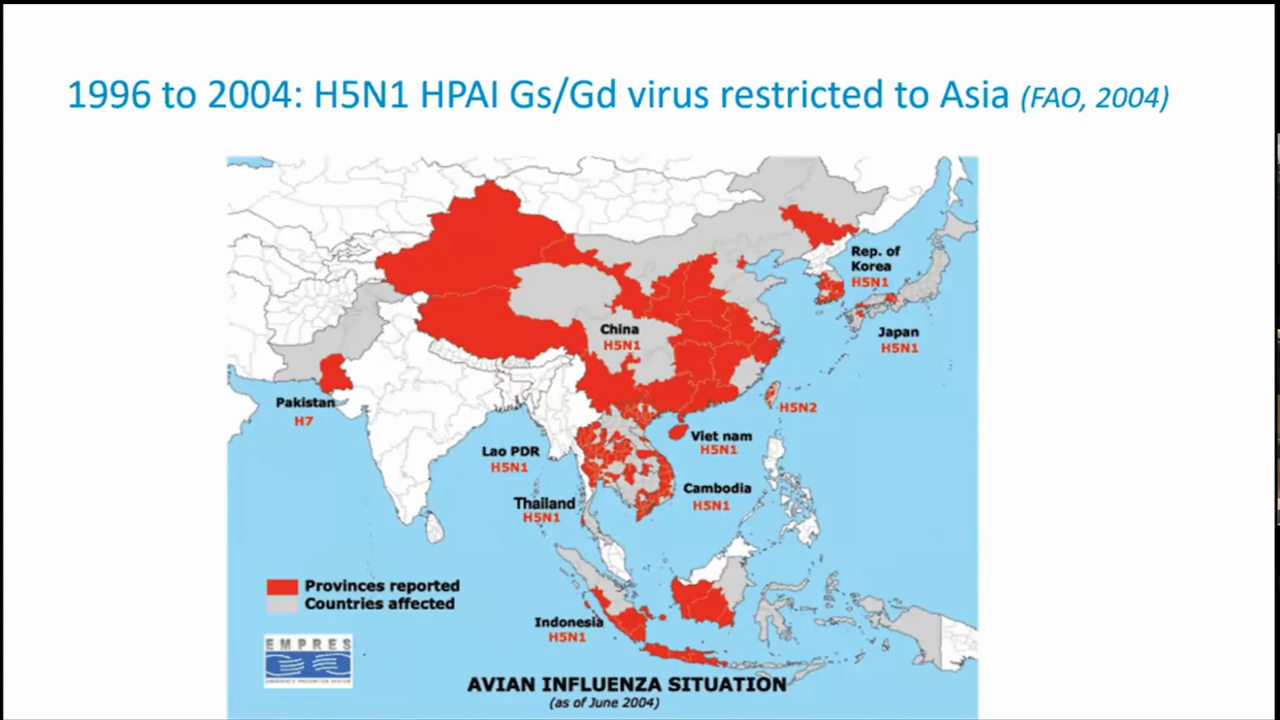 1996 to 2004: H5N1 HPAI Gs/Gd virus restricted to Asia (FAO, 2004)
Rep. of
Korea
H5N1
China
H5N1
Japan
H5N1
Pakistan
H7
H5N2
Viet nam
H5N1
Lao PDR
H5N1
Cambodia
H5N1
Thailand
H5N1
Provinces reported
Countries affected
Indonesia
H5N1
EMPRES
AVIAN INFLUENZA SITUATION
(as of June 2004)